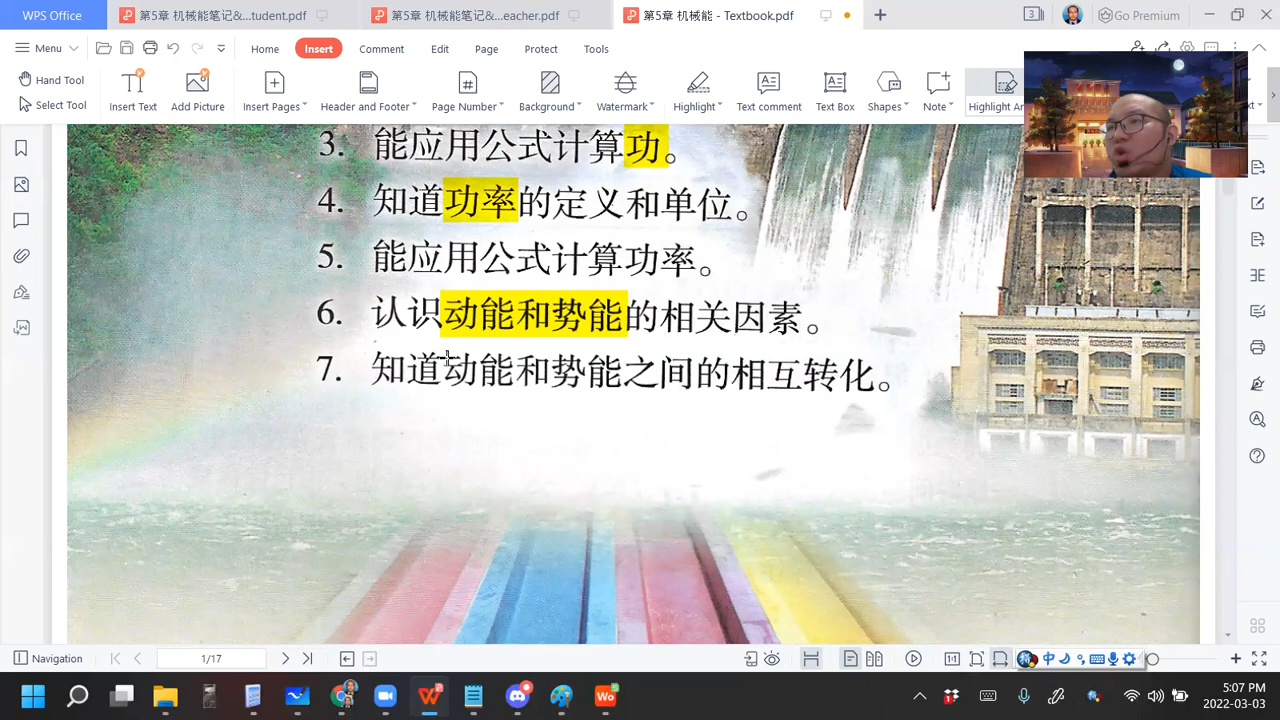 WPS Office
第5章 机械能笔记&...tudent.pdf
第5章 机械能笔记&...eacher.pdf
第5章 机械能 - Textbook.pdf
3
Go Premium
Menu
Home
Insert
Comment
Edit
Page
Protect
Tools
Hand Tool
Select Tool
Insert Text
Add Picture
Insert Pages
Header and Footer
Page Number
Background
Watermark
Highlight
Text comment
Text Box
Shapes
Note
Highlight Ar
3. 能应用公式计算功。
4. 知道功率的定义和单位。
5. 能应用公式计算功率。
6. 认识动能和势能的相关因素。
7. 知道动能和势能之间的相互转化。
Navigation
1/17
1:1
中
5:07 PM
2022-03-03